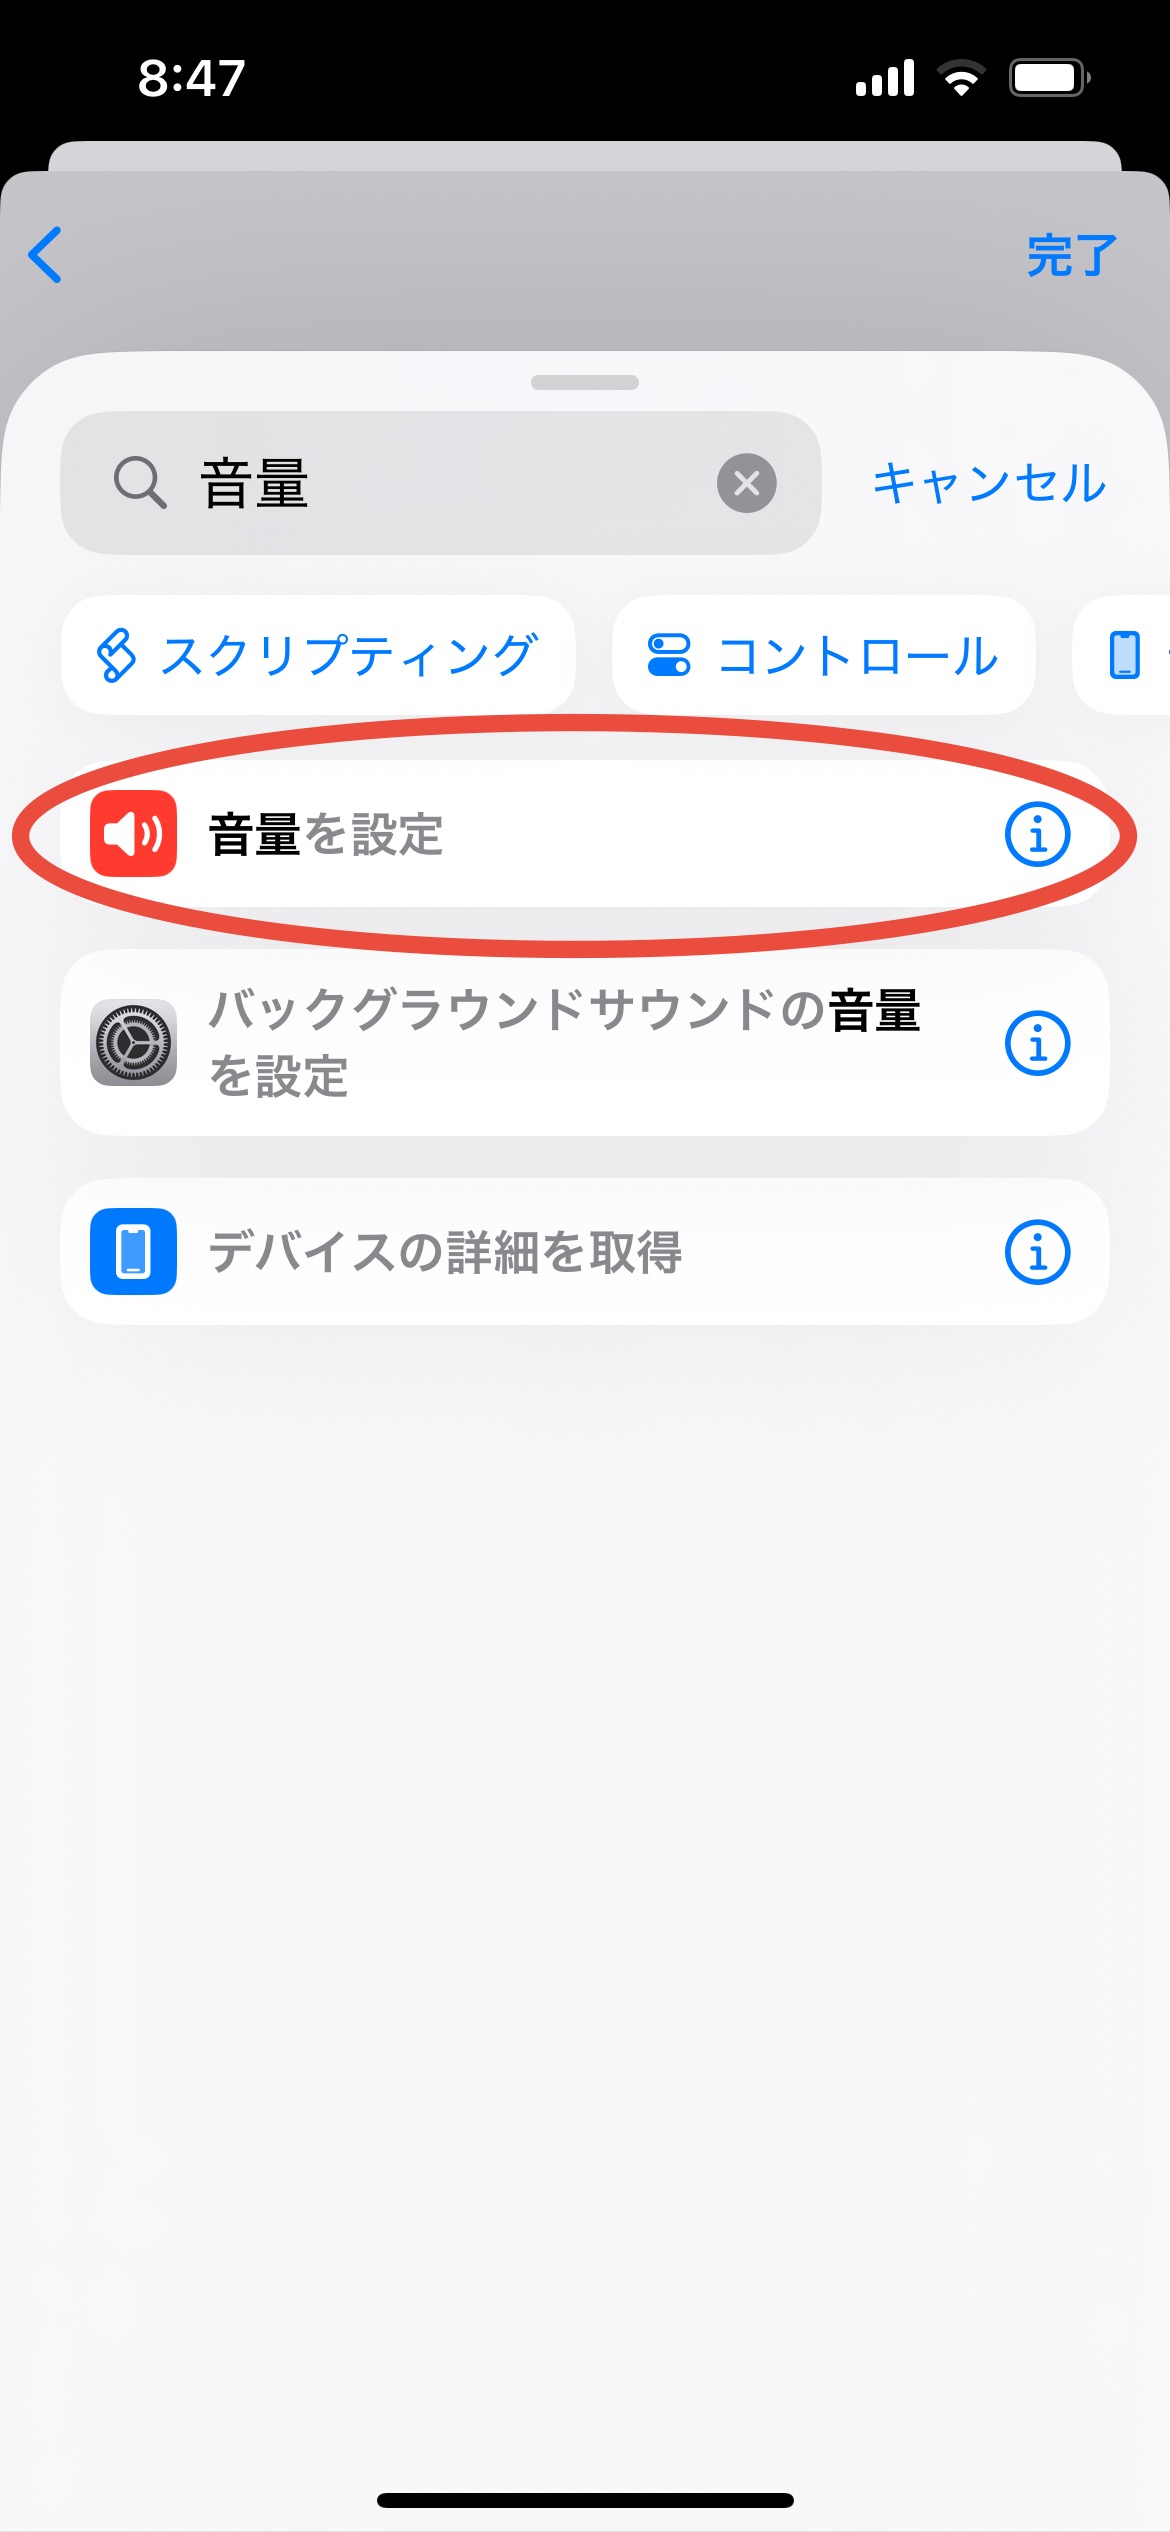 8:47
完了
音量
キャンセル
スクリプティング
コントロール
音量を設定
バックグラウンドサウンドの音量
を設定
デバイスの詳細を取得